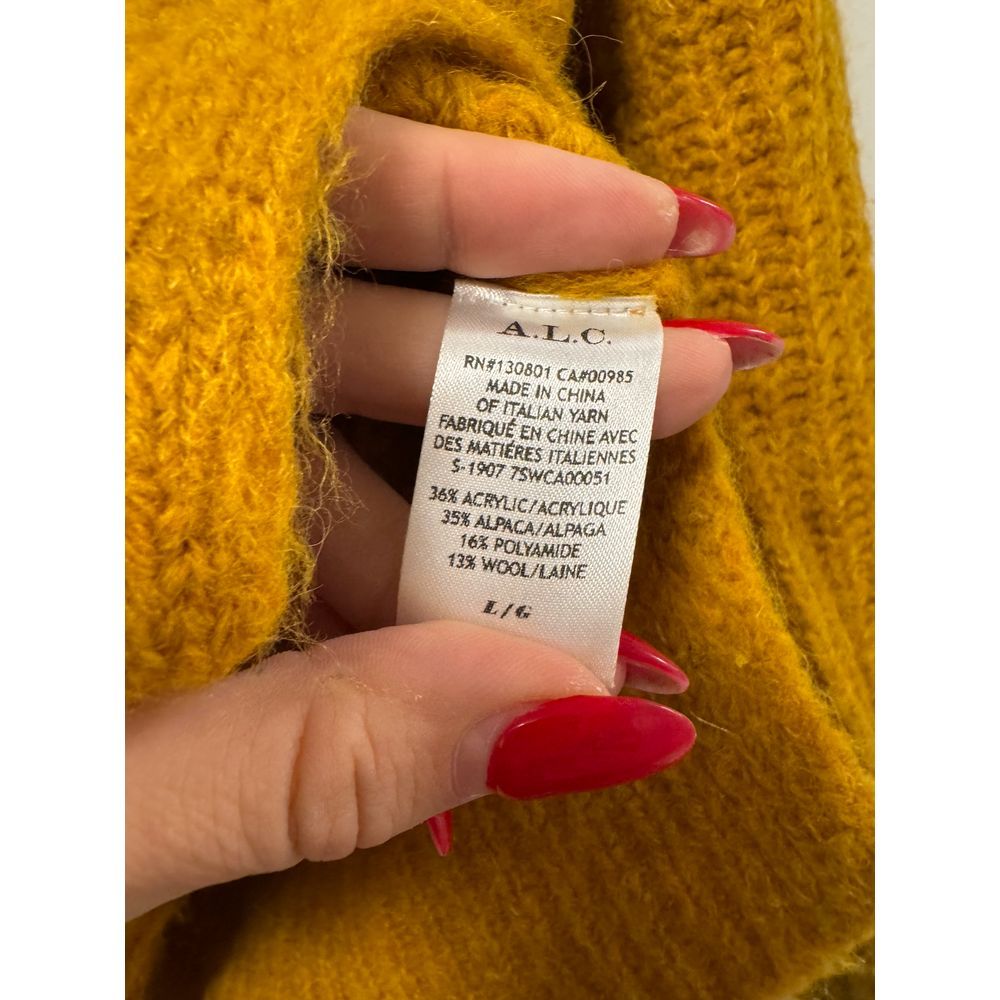 A.L.C.
RN#130801 CA#00985
MADE IN CHINA
OF ITALIAN YARN
FABRIQUÉ EN CHINE AVEC
DES MATIÉRES ITALIENNES
S-1907 7SWCA00051
36% ACRYLIC/ACRYLIQUE
35% ALPACA/ALPAGA
16% POLYAMIDE
13% WOOL/LAINE
L/G